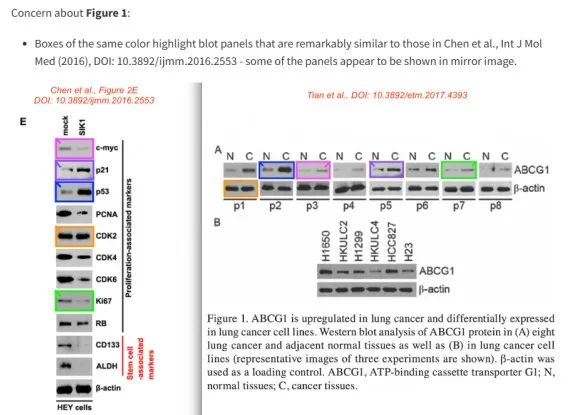 Concern about Figure 1:
• Boxes of the same color highlight blot panels that are remarkably similar to those in Chen et al., Int J Mol
Med (2016), DOI: 10.3892/ijmm.2016.2553 - some of the panels appear to be shown in mirror image.
Chen et al., Figure 2E
DOI: 10.3892/ijmm.2016.2553
E
mock SIK1
c-myc
p21
p53
PCNA
CDK2
CDK4
CDK6
Ki67
RB
Proliferation-associated markers
CD133
ALDH
Stem cell
-associated
markers
β-actin
HEY cells
Tian et al., DOI: 10.3892/etm.2017.4393
A
N C N C N C N C N C N C N C N C
ABCG1
β-actin
p1 p2 p3 p4 p5 p6 p7 p8
B
H1650 HKULC2 H1299 HKULC4 HCC827 H23
ABCG1
β-actin
Figure 1. ABCG1 is upregulated in lung cancer and differentially expressed
in lung cancer cell lines. Western blot analysis of ABCG1 protein in (A) eight
lung cancer and adjacent normal tissues as well as (B) in lung cancer cell
lines (representative images of three experiments are shown). β-actin was
used as a loading control. ABCG1, ATP-binding cassette transporter G1; N,
normal tissues; C, cancer tissues.